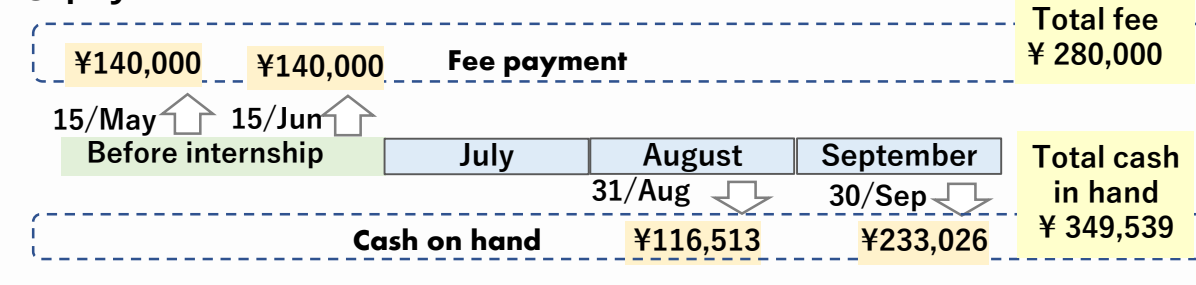 Total fee
¥ 280,000
¥140,000 ¥140,000 Fee payment
15/May 15/Jun
Before internship July August September
31/Aug 30/Sep
Cash on hand ¥116,513 ¥233,026
Total cash
in hand
¥ 349,539